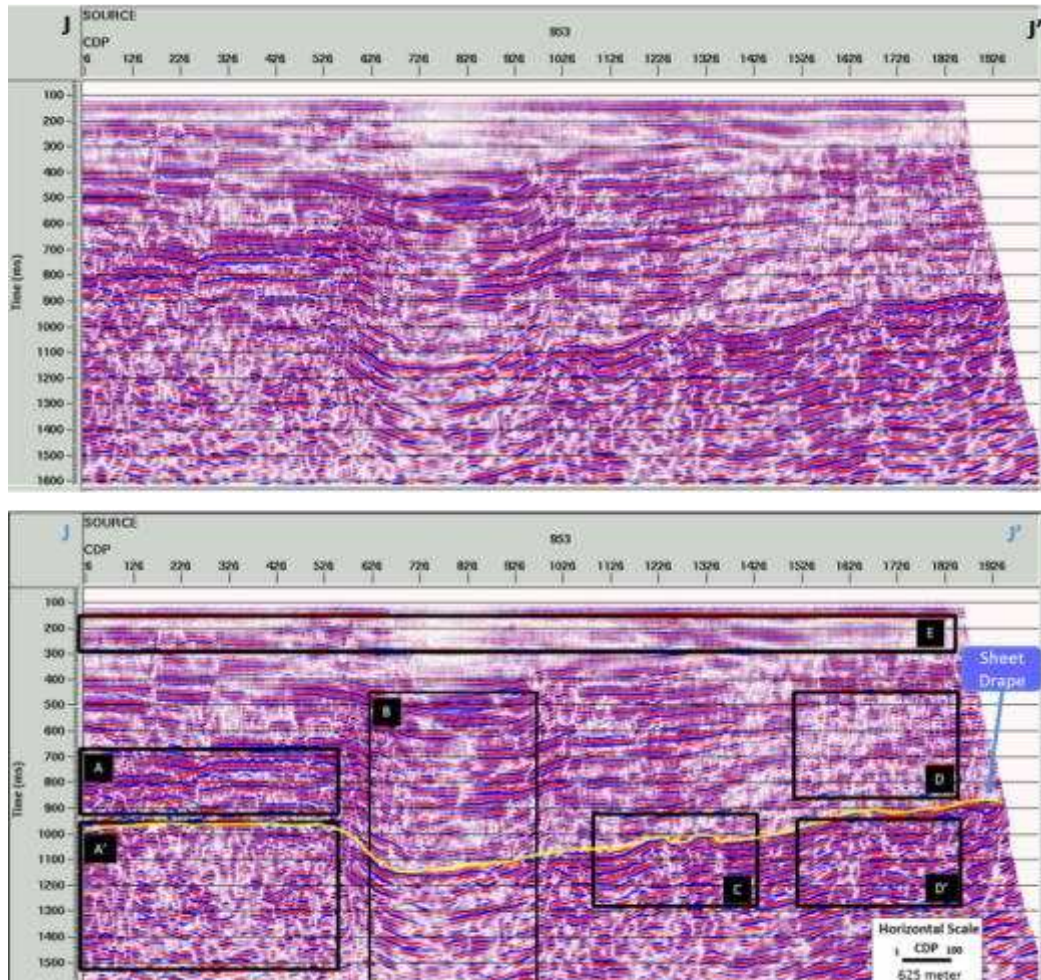 J
SOURCE
953
J'
CDP
6 126 226 326 426 526 626 726 826 926 1026 1126 1226 1326 1426 1526 1626 1726 1826 1926
100
200
300
400
500
600
700
800
900
1000
1100
1200
1300
1400
1500
1600
Time (ms)
J
SOURCE
953
J'
CDP
6 126 226 326 426 526 626 726 826 926 1026 1126 1226 1326 1426 1526 1626 1726 1826 1926
100
200
300
400
500
600
700
800
900
1000
1100
1200
1300
1400
1500
Time (ms)
E
Sheet
Drape
B
A
D
A'
C
D'
Horizontal Scale
1 CDP 100
625 meter